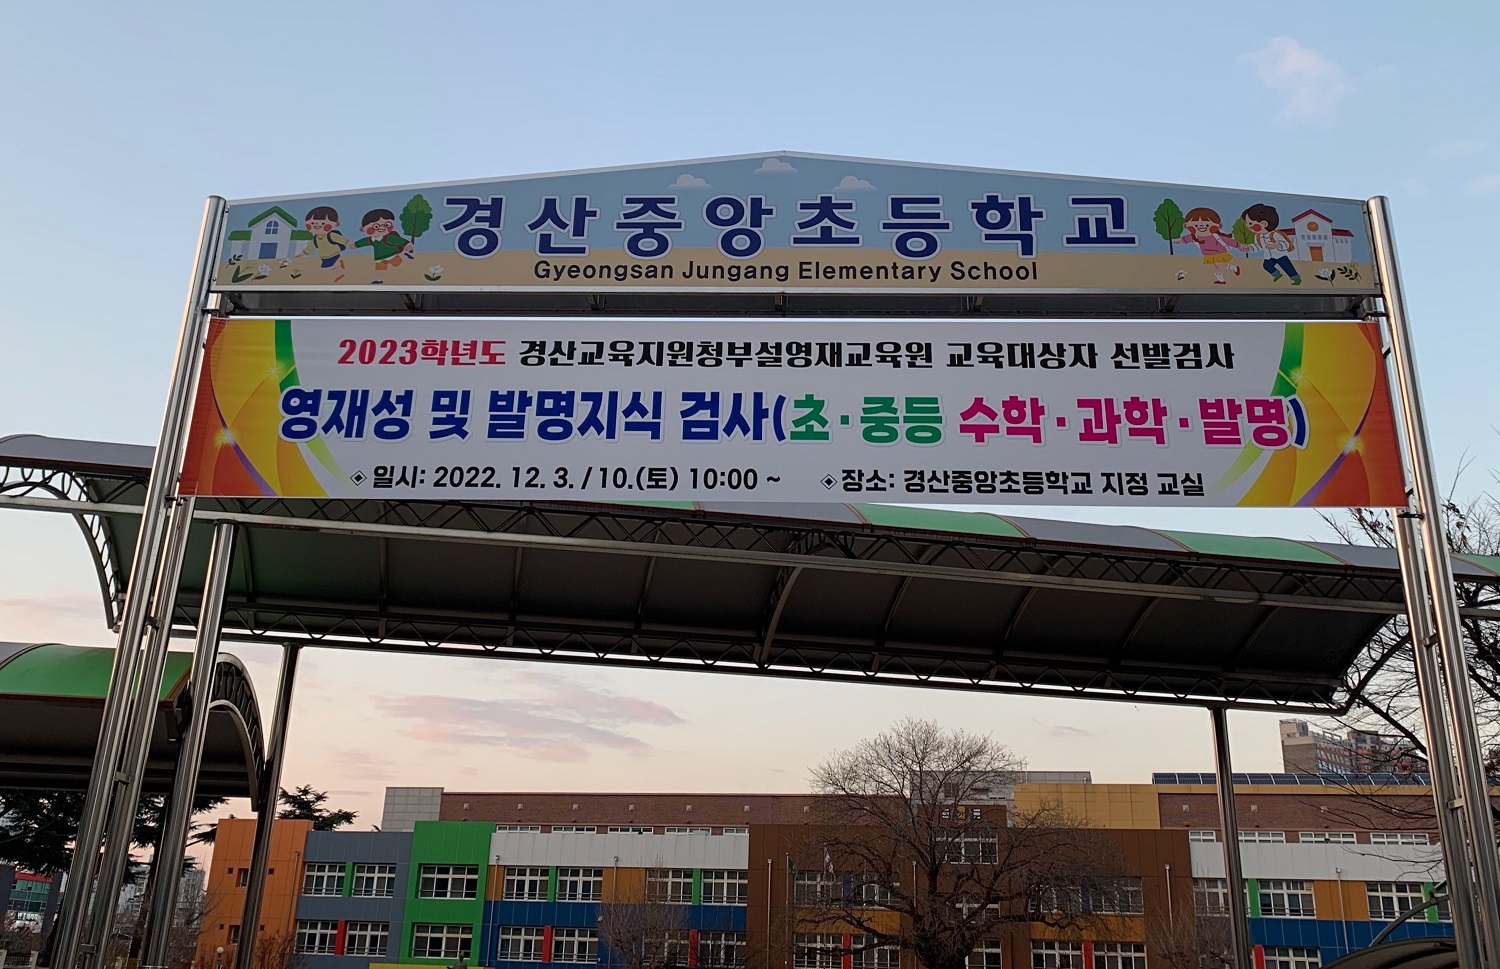 경산중앙초등학교
Gyeongsan Jungang Elementary School
2023학년도 경산교육지원청부설영재교육원 교육대상자 선발검사
영재성 및 발명지식 검사(초·중등 수학·과학·발명)
◈일시: 2022. 12. 3. / 10.(토) 10:00 ~ ◈장소: 경산중앙초등학교 지정 교실